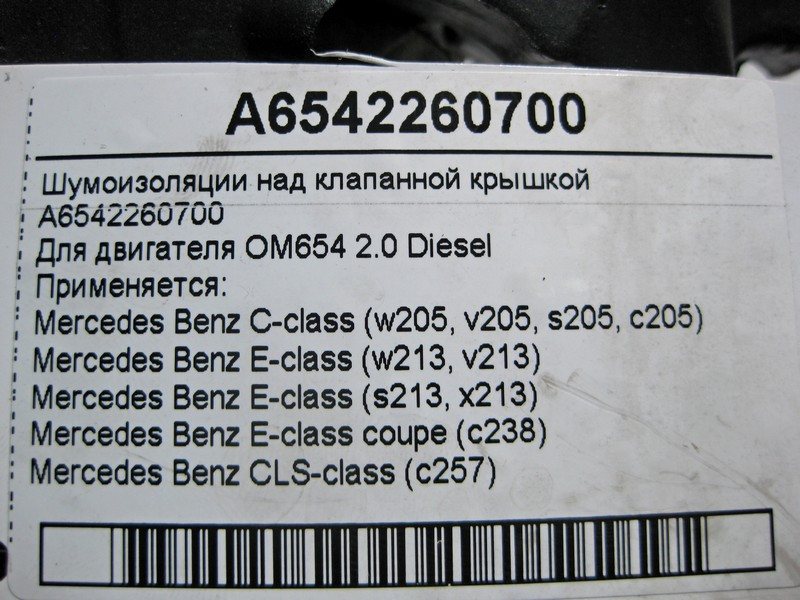 A6542260700
Шумоизоляции над клапанной крышкой
A6542260700
Для двигателя OM654 2.0 Diesel
Применяется:
Mercedes Benz C-class (w205, v205, s205, c205)
Mercedes Benz E-class (w213, v213)
Mercedes Benz E-class (s213, x213)
Mercedes Benz E-class coupe (c238)
Mercedes Benz CLS-class (c257)